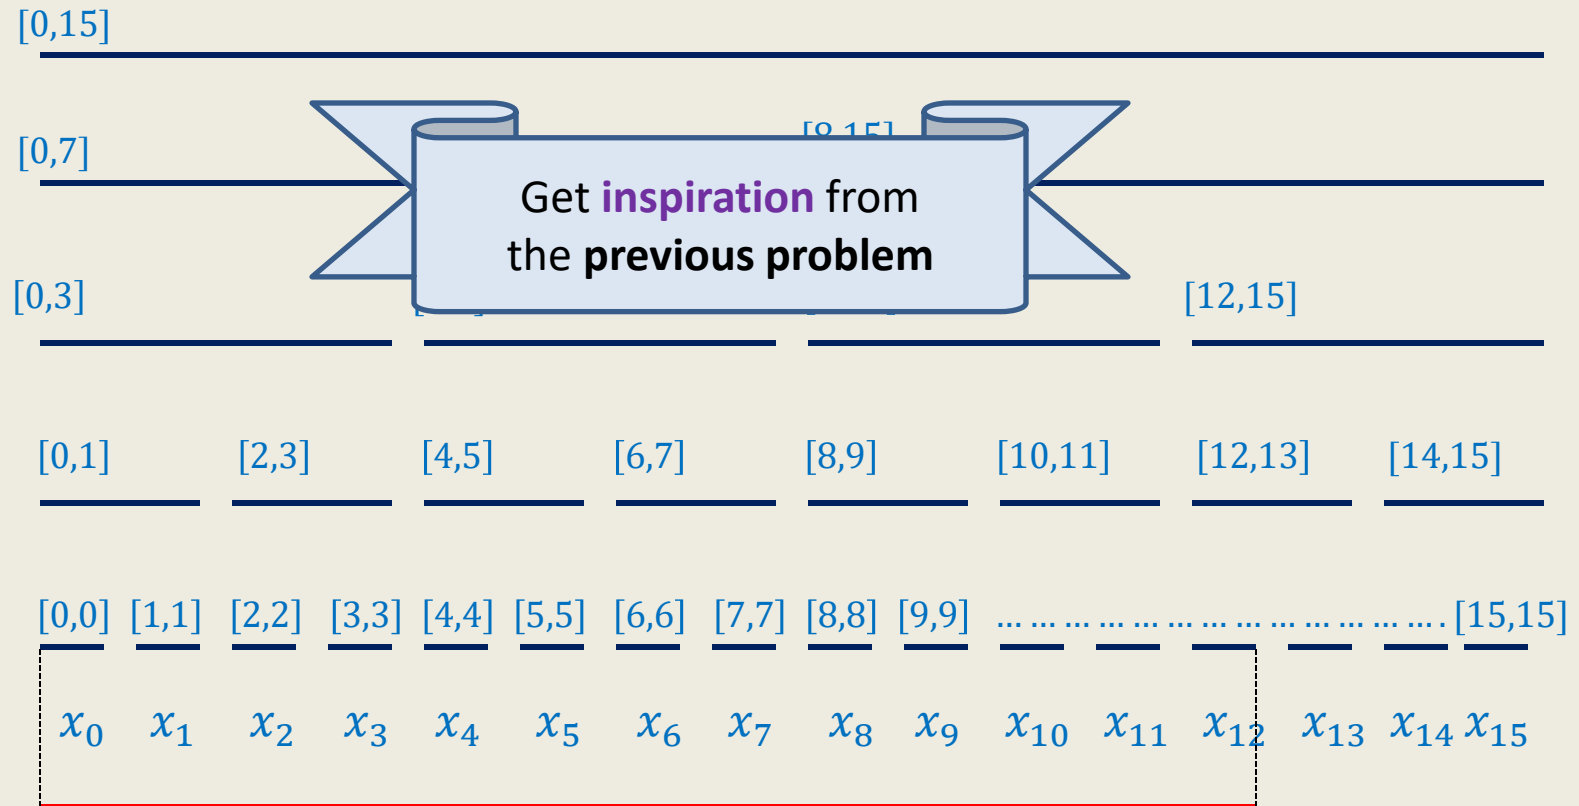 [0,15]
[0,7] [8,15]
Get inspiration from
the previous problem
[0,3] [12,15]
[0,1] [2,3] [4,5] [6,7] [8,9] [10,11] [12,13] [14,15]
[0,0] [1,1] [2,2] [3,3] [4,4] [5,5] [6,6] [7,7] [8,8] [9,9] … … … … … … … … … … … … … . [15,15]
x₀ x₁ x₂ x₃ x₄ x₅ x₆ x₇ x₈ x₉ x₁₀ x₁₁ x₁₂ x₁₃ x₁₄ x₁₅